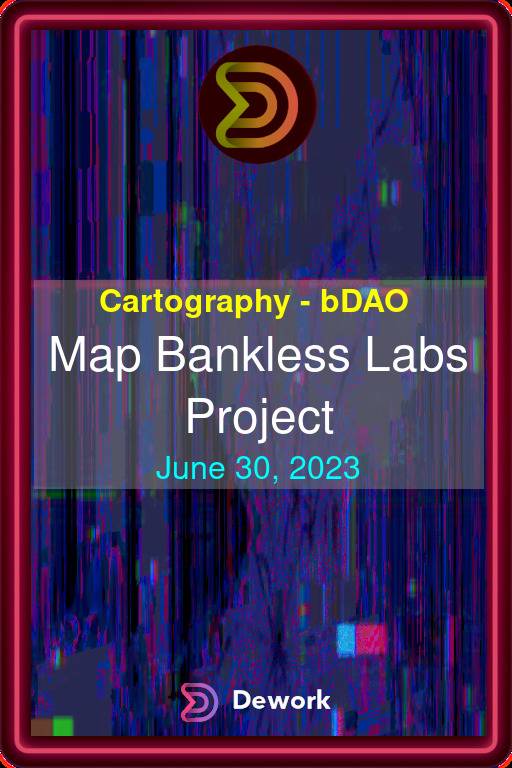 Cartography - bDAO
Map Bankless Labs
Project
June 30, 2023
Dework